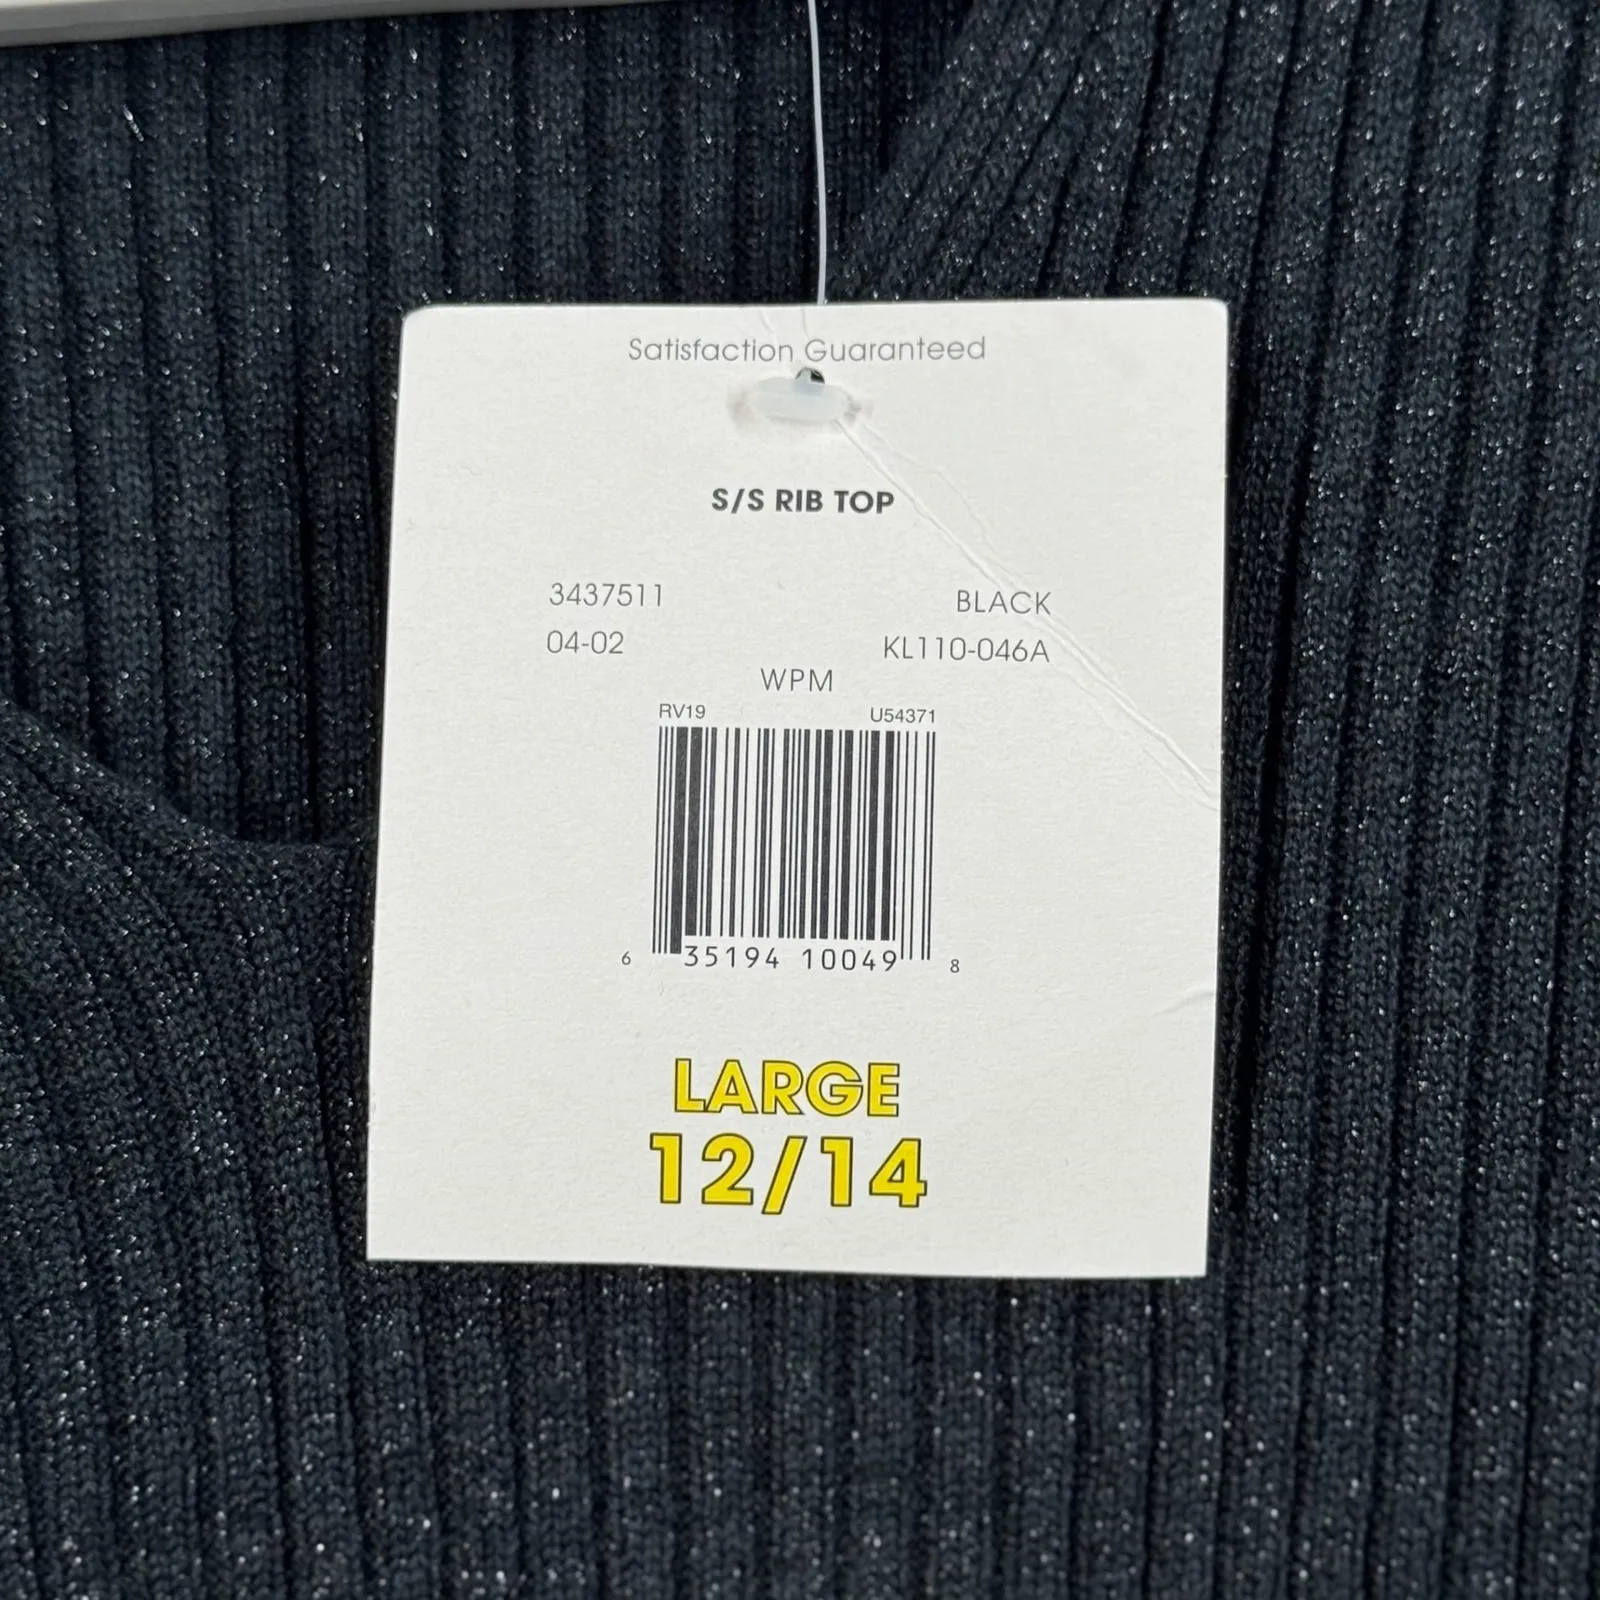 Satisfaction Guaranteed
S/S RIB TOP
3437511 BLACK
04-02 KL110-046A
WPM
RV19 U54371
6 35194 10049 8
LARGE
12/14